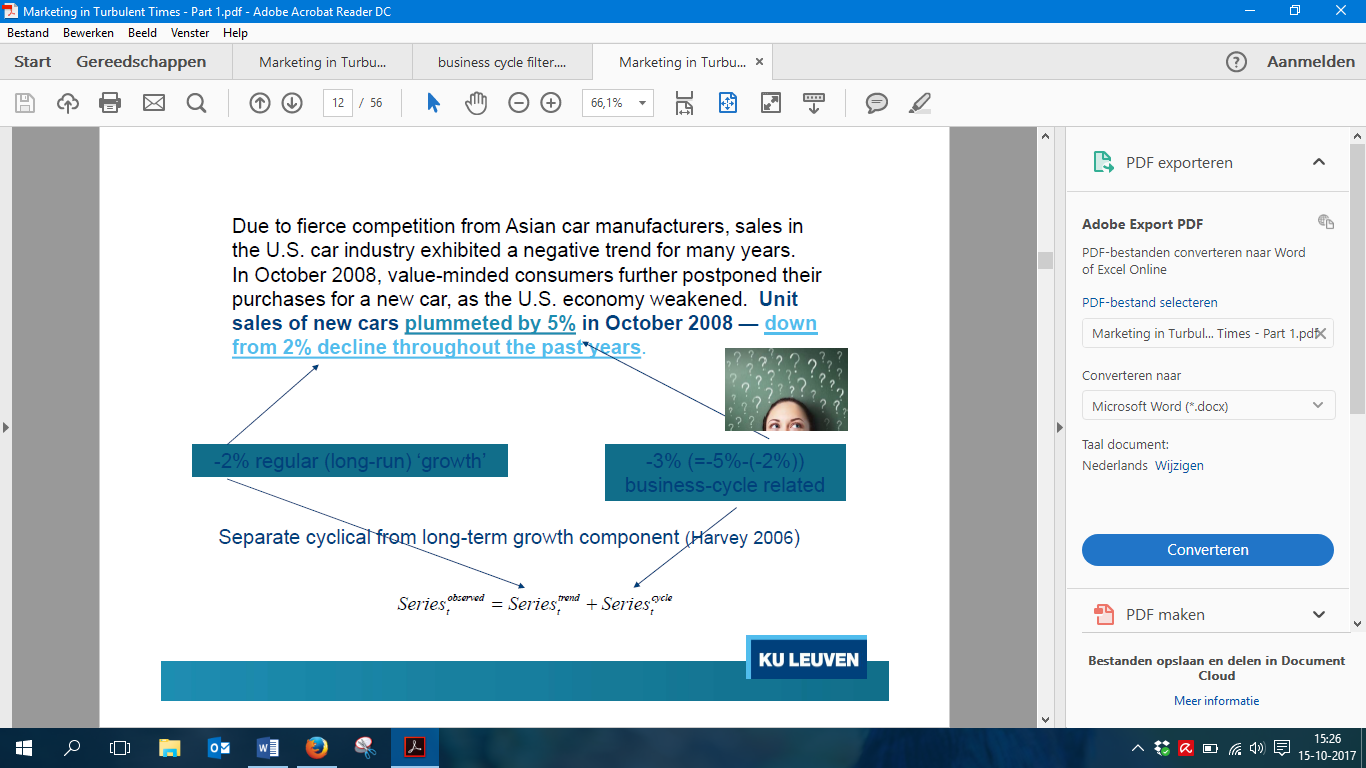 Marketing in Turbulent Times - Part 1.pdf - Adobe Acrobat Reader DC
Bestand Bewerken Beeld Venster Help
Start Gereedschappen Marketing in Turbu... business cycle filter.... Marketing in Turbu... × Aanmelden
12 / 56 66,1%
Due to fierce competition from Asian car manufacturers, sales in
the U.S. car industry exhibited a negative trend for many years.
In October 2008, value-minded consumers further postponed their
purchases for a new car, as the U.S. economy weakened. Unit
sales of new cars plummeted by 5% in October 2008 — down
from 2% decline throughout the past years.
-2% regular (long-run) ‘growth’
-3% (=-5%-(-2%))
business-cycle related
Separate cyclical from long-term growth component (Harvey 2006)
Series_t^observed = Series_t^trend + Series_t^cycle
KU LEUVEN
PDF exporteren
Adobe Export PDF
PDF-bestanden converteren naar Word
of Excel Online
PDF-bestand selecteren
Marketing in Turbul... Times - Part 1.pdf
Converteren naar
Microsoft Word (*.docx)
Taal document:
Nederlands Wijzigen
Converteren
PDF maken
Bestanden opslaan en delen in Document
Cloud
Meer informatie
15:26
15-10-2017